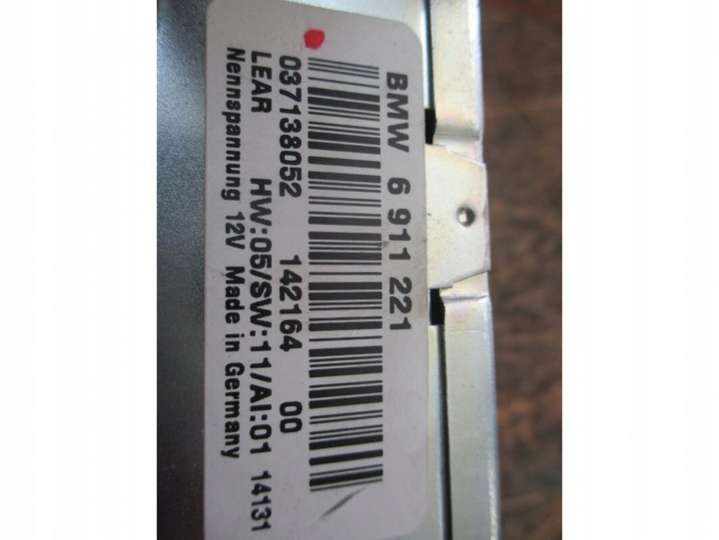 BMW 6 911 221
037138052 142164 00
LEAR HW:05/SW:11/AI:01 14131
Nennspannung 12V Made in Germany